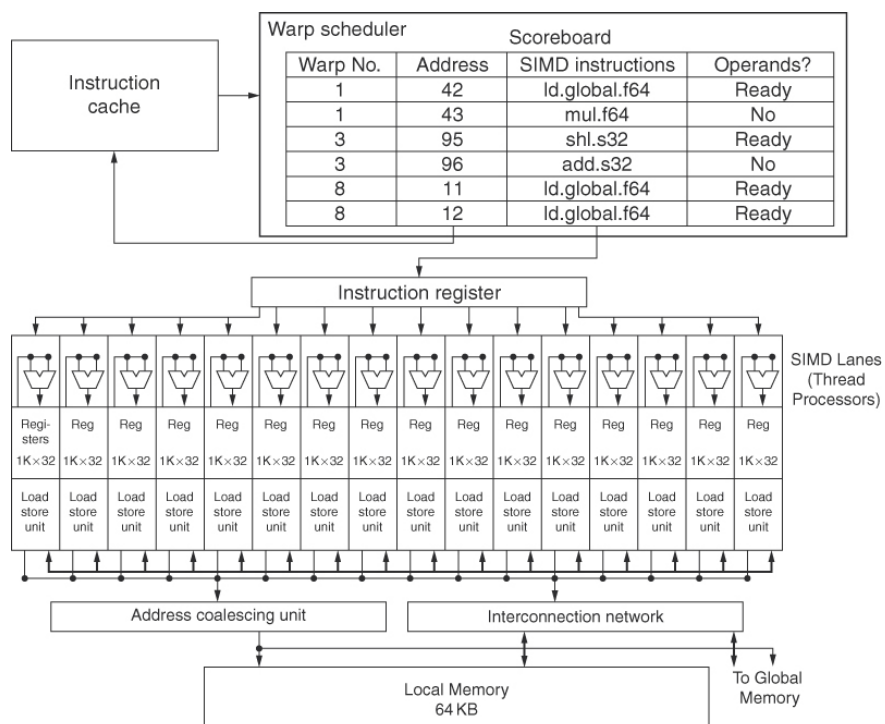 Warp scheduler
Scoreboard
Warp No. Address SIMD instructions Operands?
1 42 ld.global.f64 Ready
1 43 mul.f64 No
3 95 shl.s32 Ready
3 96 add.s32 No
8 11 ld.global.f64 Ready
8 12 ld.global.f64 Ready
Instruction
cache
Instruction register
SIMD Lanes
(Thread
Processors)
Regi-
sters Reg Reg Reg Reg Reg Reg Reg Reg Reg Reg Reg Reg Reg Reg Reg
1K×32 1K×32 1K×32 1K×32 1K×32 1K×32 1K×32 1K×32 1K×32 1K×32 1K×32 1K×32 1K×32 1K×32 1K×32 1K×32
Load Load Load Load Load Load Load Load Load Load Load Load Load Load Load Load
store store store store store store store store store store store store store store store store
unit unit unit unit unit unit unit unit unit unit unit unit unit unit unit unit
Address coalescing unit
Interconnection network
Local Memory
64 KB
To Global
Memory